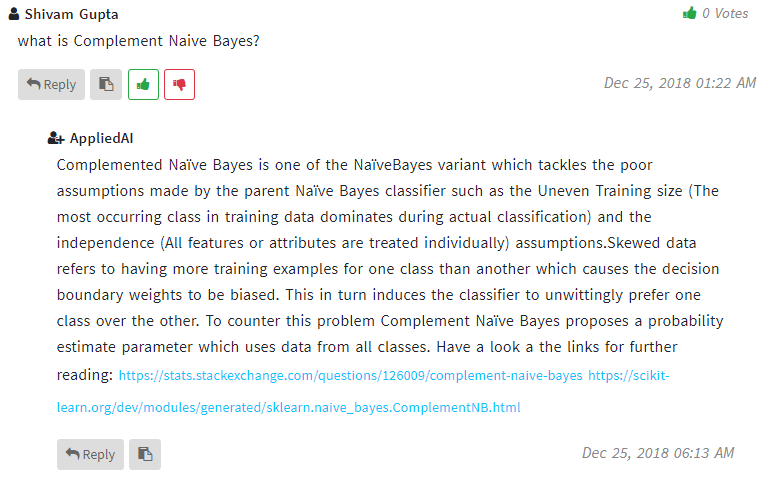 Shivam Gupta
0 Votes
what is Complement Naive Bayes?
Reply
Dec 25, 2018 01:22 AM
AppliedAI
Complemented Naïve Bayes is one of the NaïveBayes variant which tackles the poor
assumptions made by the parent Naïve Bayes classifier such as the Uneven Training size (The
most occurring class in training data dominates during actual classification) and the
independence (All features or attributes are treated individually) assumptions.Skewed data
refers to having more training examples for one class than another which causes the decision
boundary weights to be biased. This in turn induces the classifier to unwittingly prefer one
class over the other. To counter this problem Complement Naïve Bayes proposes a probability
estimate parameter which uses data from all classes. Have a look a the links for further
reading: https://stats.stackexchange.com/questions/126009/complement-naive-bayes https://scikit-
learn.org/dev/modules/generated/sklearn.naive_bayes.ComplementNB.html
Reply
Dec 25, 2018 06:13 AM